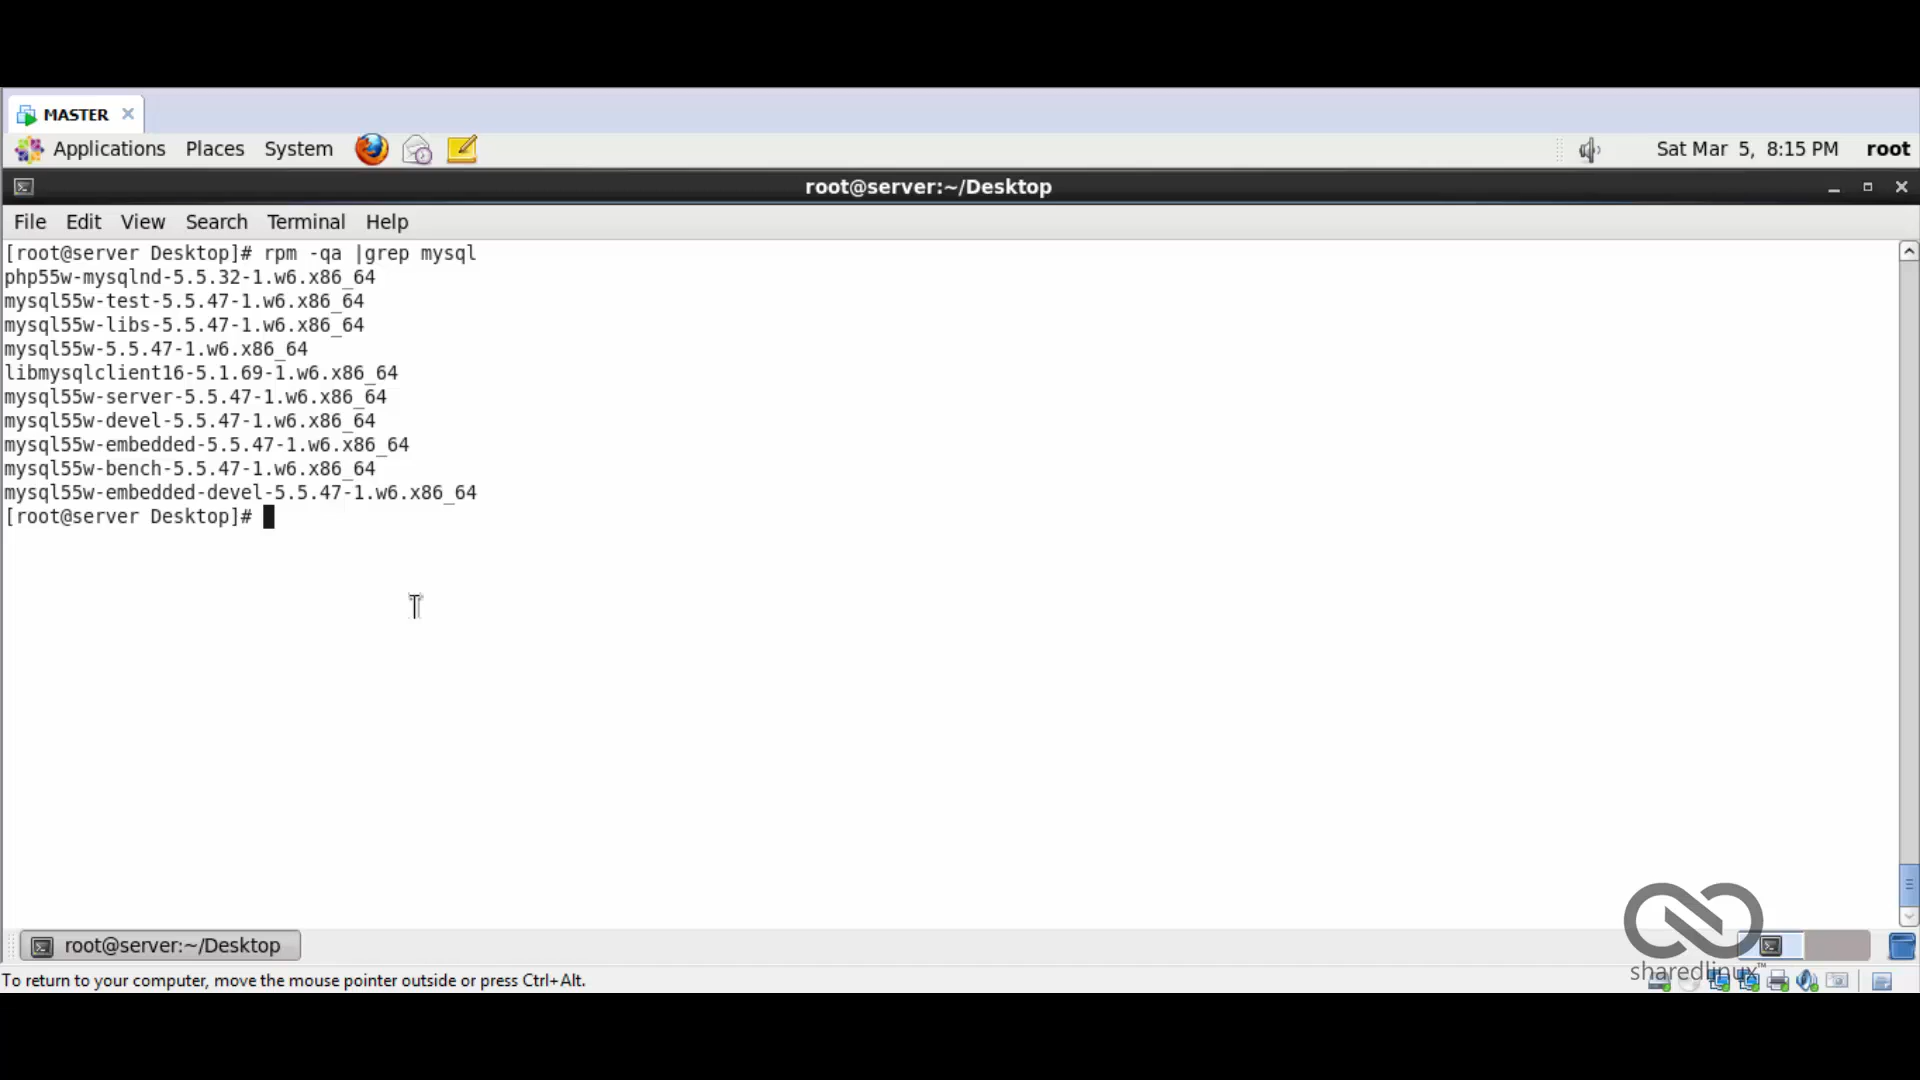 MASTER
Applications Places System Sat Mar 5, 8:15 PM root
root@server:~/Desktop
File Edit View Search Terminal Help
[root@server Desktop]# rpm -qa |grep mysql
php55w-mysqlnd-5.5.32-1.w6.x86_64
mysql55w-test-5.5.47-1.w6.x86_64
mysql55w-libs-5.5.47-1.w6.x86_64
mysql55w-5.5.47-1.w6.x86_64
libmysqlclient16-5.1.69-1.w6.x86_64
mysql55w-server-5.5.47-1.w6.x86_64
mysql55w-devel-5.5.47-1.w6.x86_64
mysql55w-embedded-5.5.47-1.w6.x86_64
mysql55w-bench-5.5.47-1.w6.x86_64
mysql55w-embedded-devel-5.5.47-1.w6.x86_64
[root@server Desktop]#
root@server:~/Desktop
sharedlinux™
To return to your computer, move the mouse pointer outside or press Ctrl+Alt.